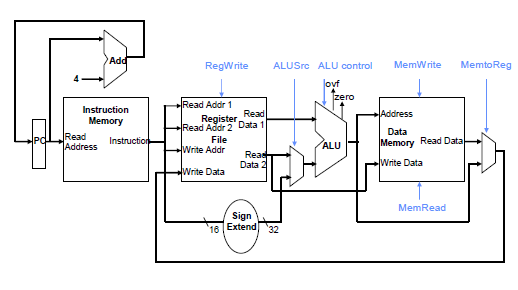 Add
4
RegWrite
ALUSrc
ALU control
MemWrite
MemtoReg
ovf
zero
Instruction
Memory
PC
Read
Address
Instruction
Read Addr 1
Read Addr 2
Write Addr
Write Data
Register
File
Read
Data 1
Read
Data 2
ALU
Address
Data
Memory
Read Data
Write Data
MemRead
Sign
Extend
16
32